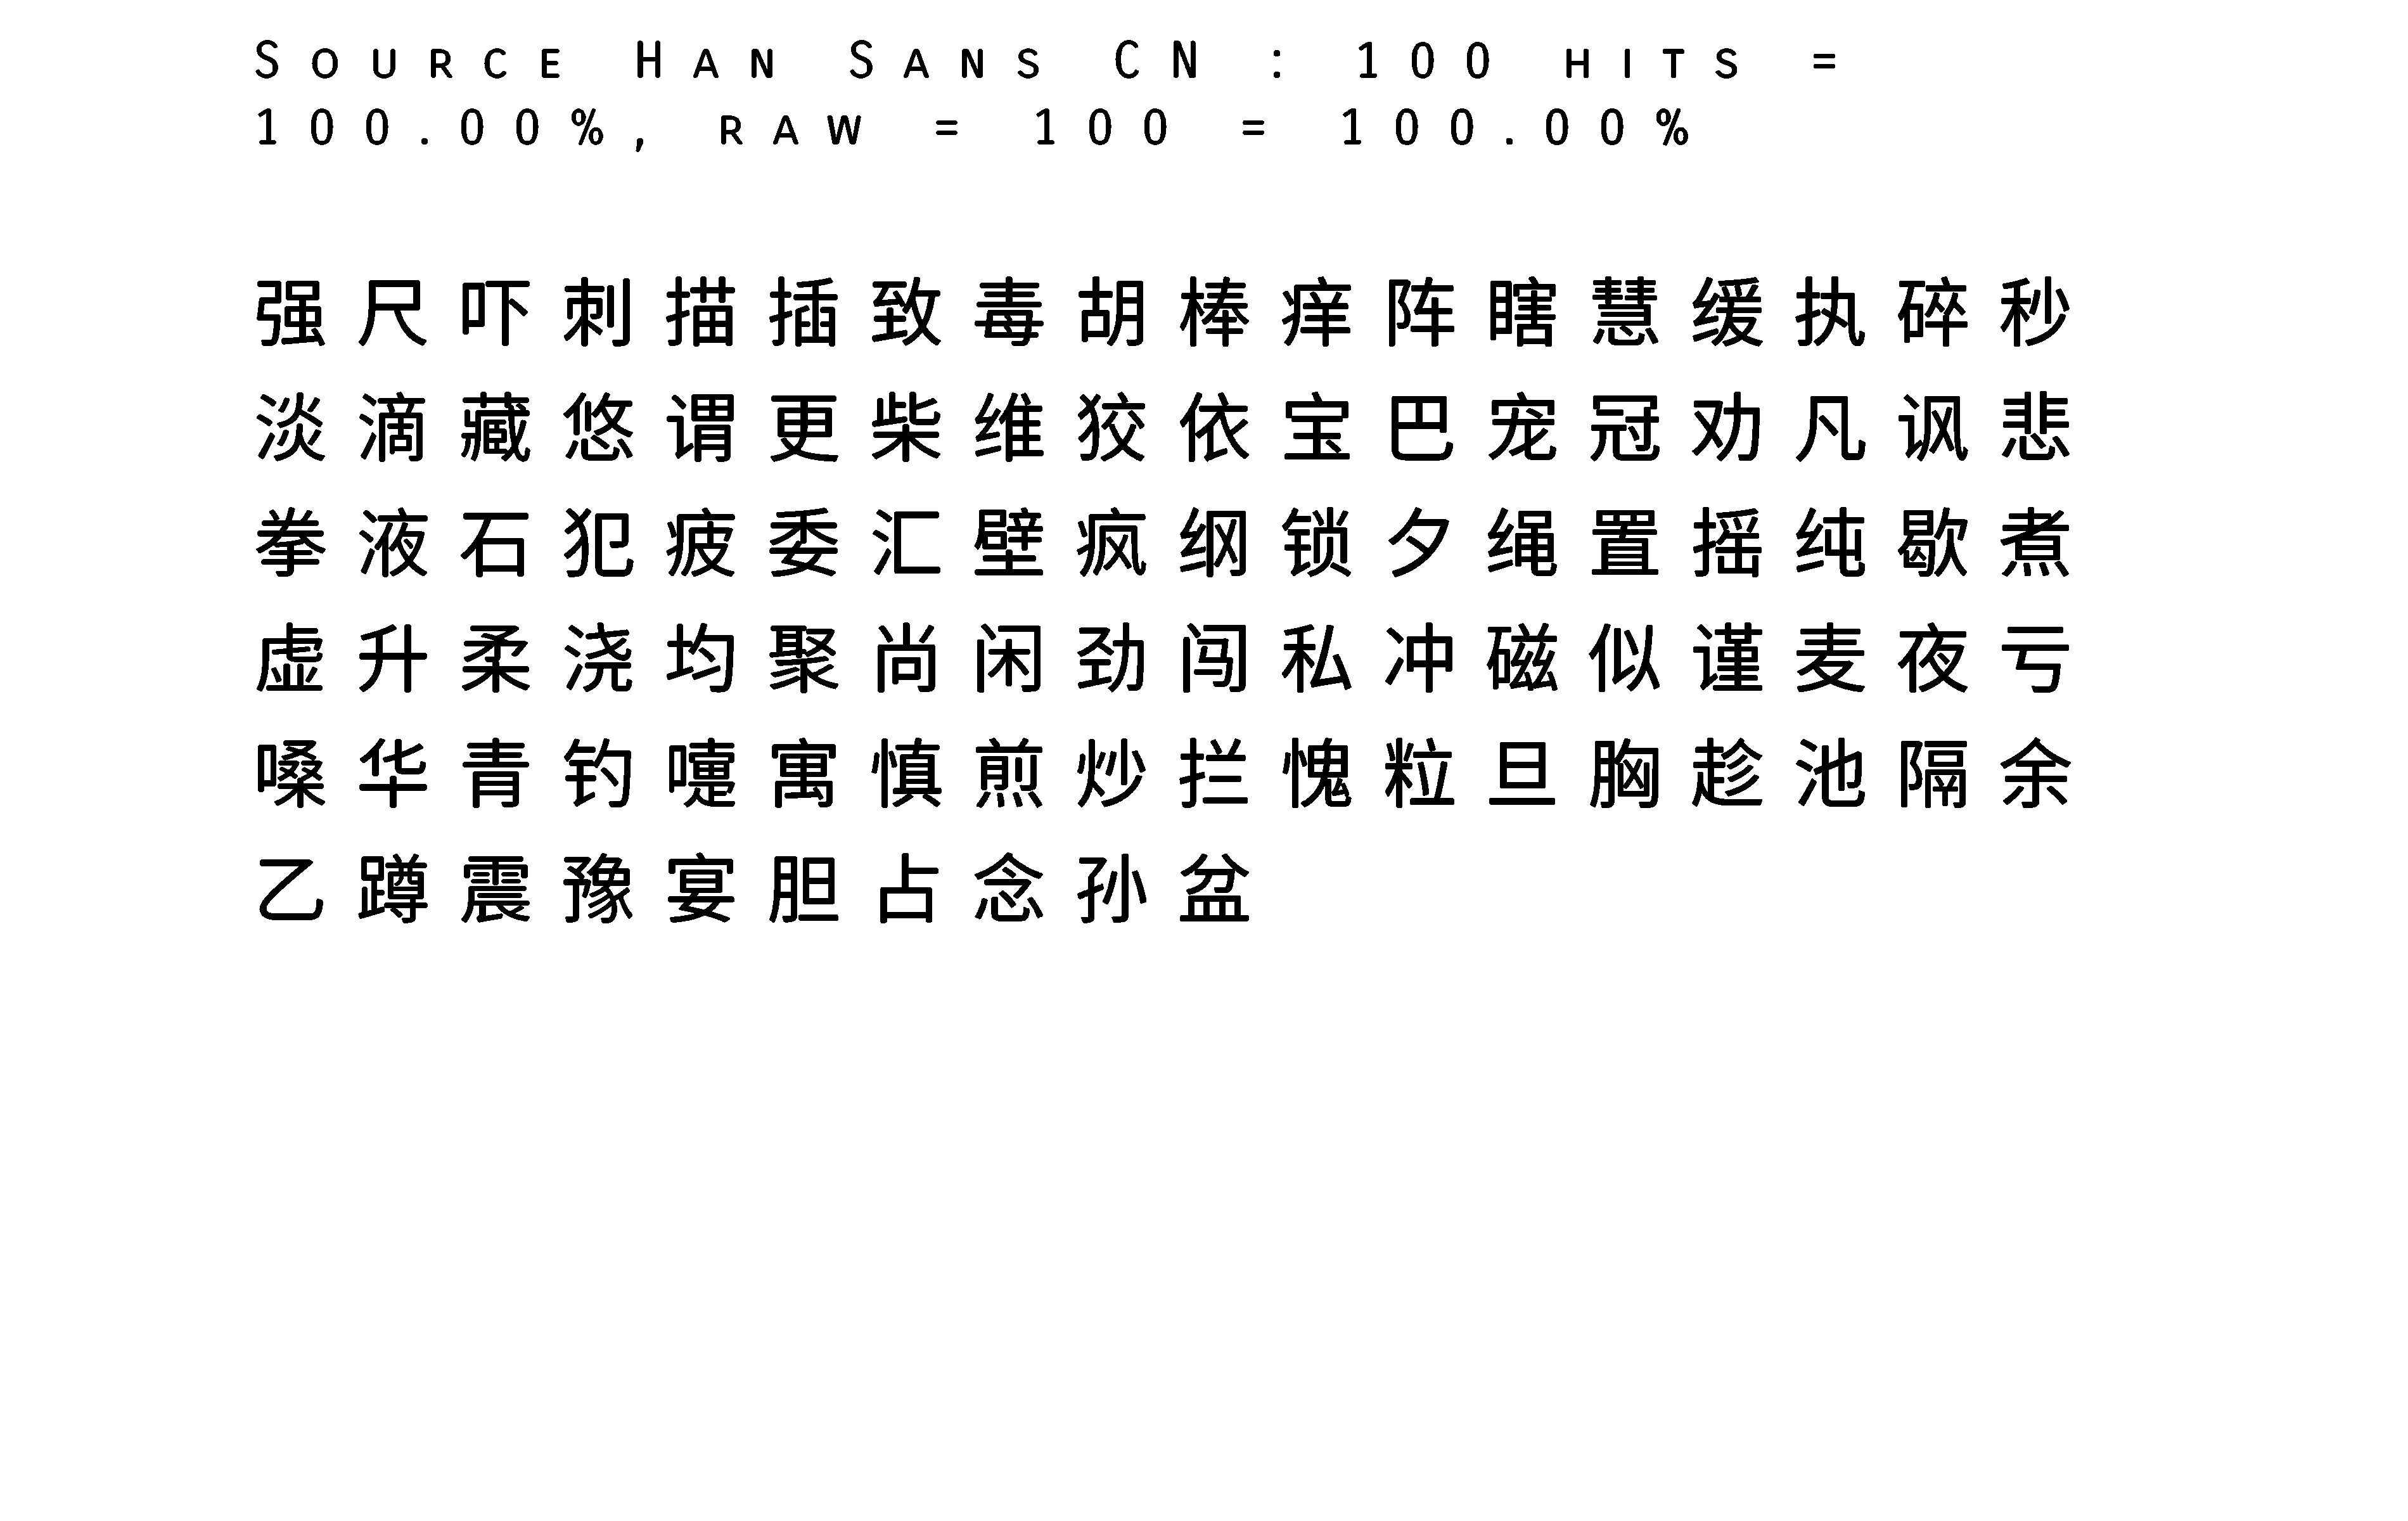 Source Han Sans CN : 100 hits =
100.00%, raw = 100 = 100.00%
强尺吓刺描插致毒胡棒痒阵瞎慧缓执碎秒
淡滴藏悠谓更柴维狡依宝巴宠冠劝凡讽悲
拳液石犯疲委汇壁疯纲锁夕绳置摇纯歇煮
虚升柔浇均聚尚闲劲闯私冲磁似谨麦夜亏
嗓华青钓嚏寓慎煎炒拦愧粒旦胸趁池隔余
乙蹲震豫宴胆占念孙盆